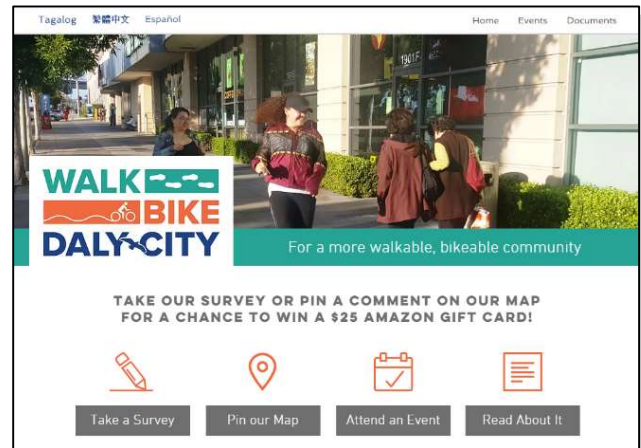 Tagalog 繁體中文 Español
Home Events Documents
1901F
WALK
BIKE
DALY CITY
For a more walkable, bikeable community
TAKE OUR SURVEY OR PIN A COMMENT ON OUR MAP
FOR A CHANCE TO WIN A $25 AMAZON GIFT CARD!
Take a Survey
Pin our Map
Attend an Event
Read About It